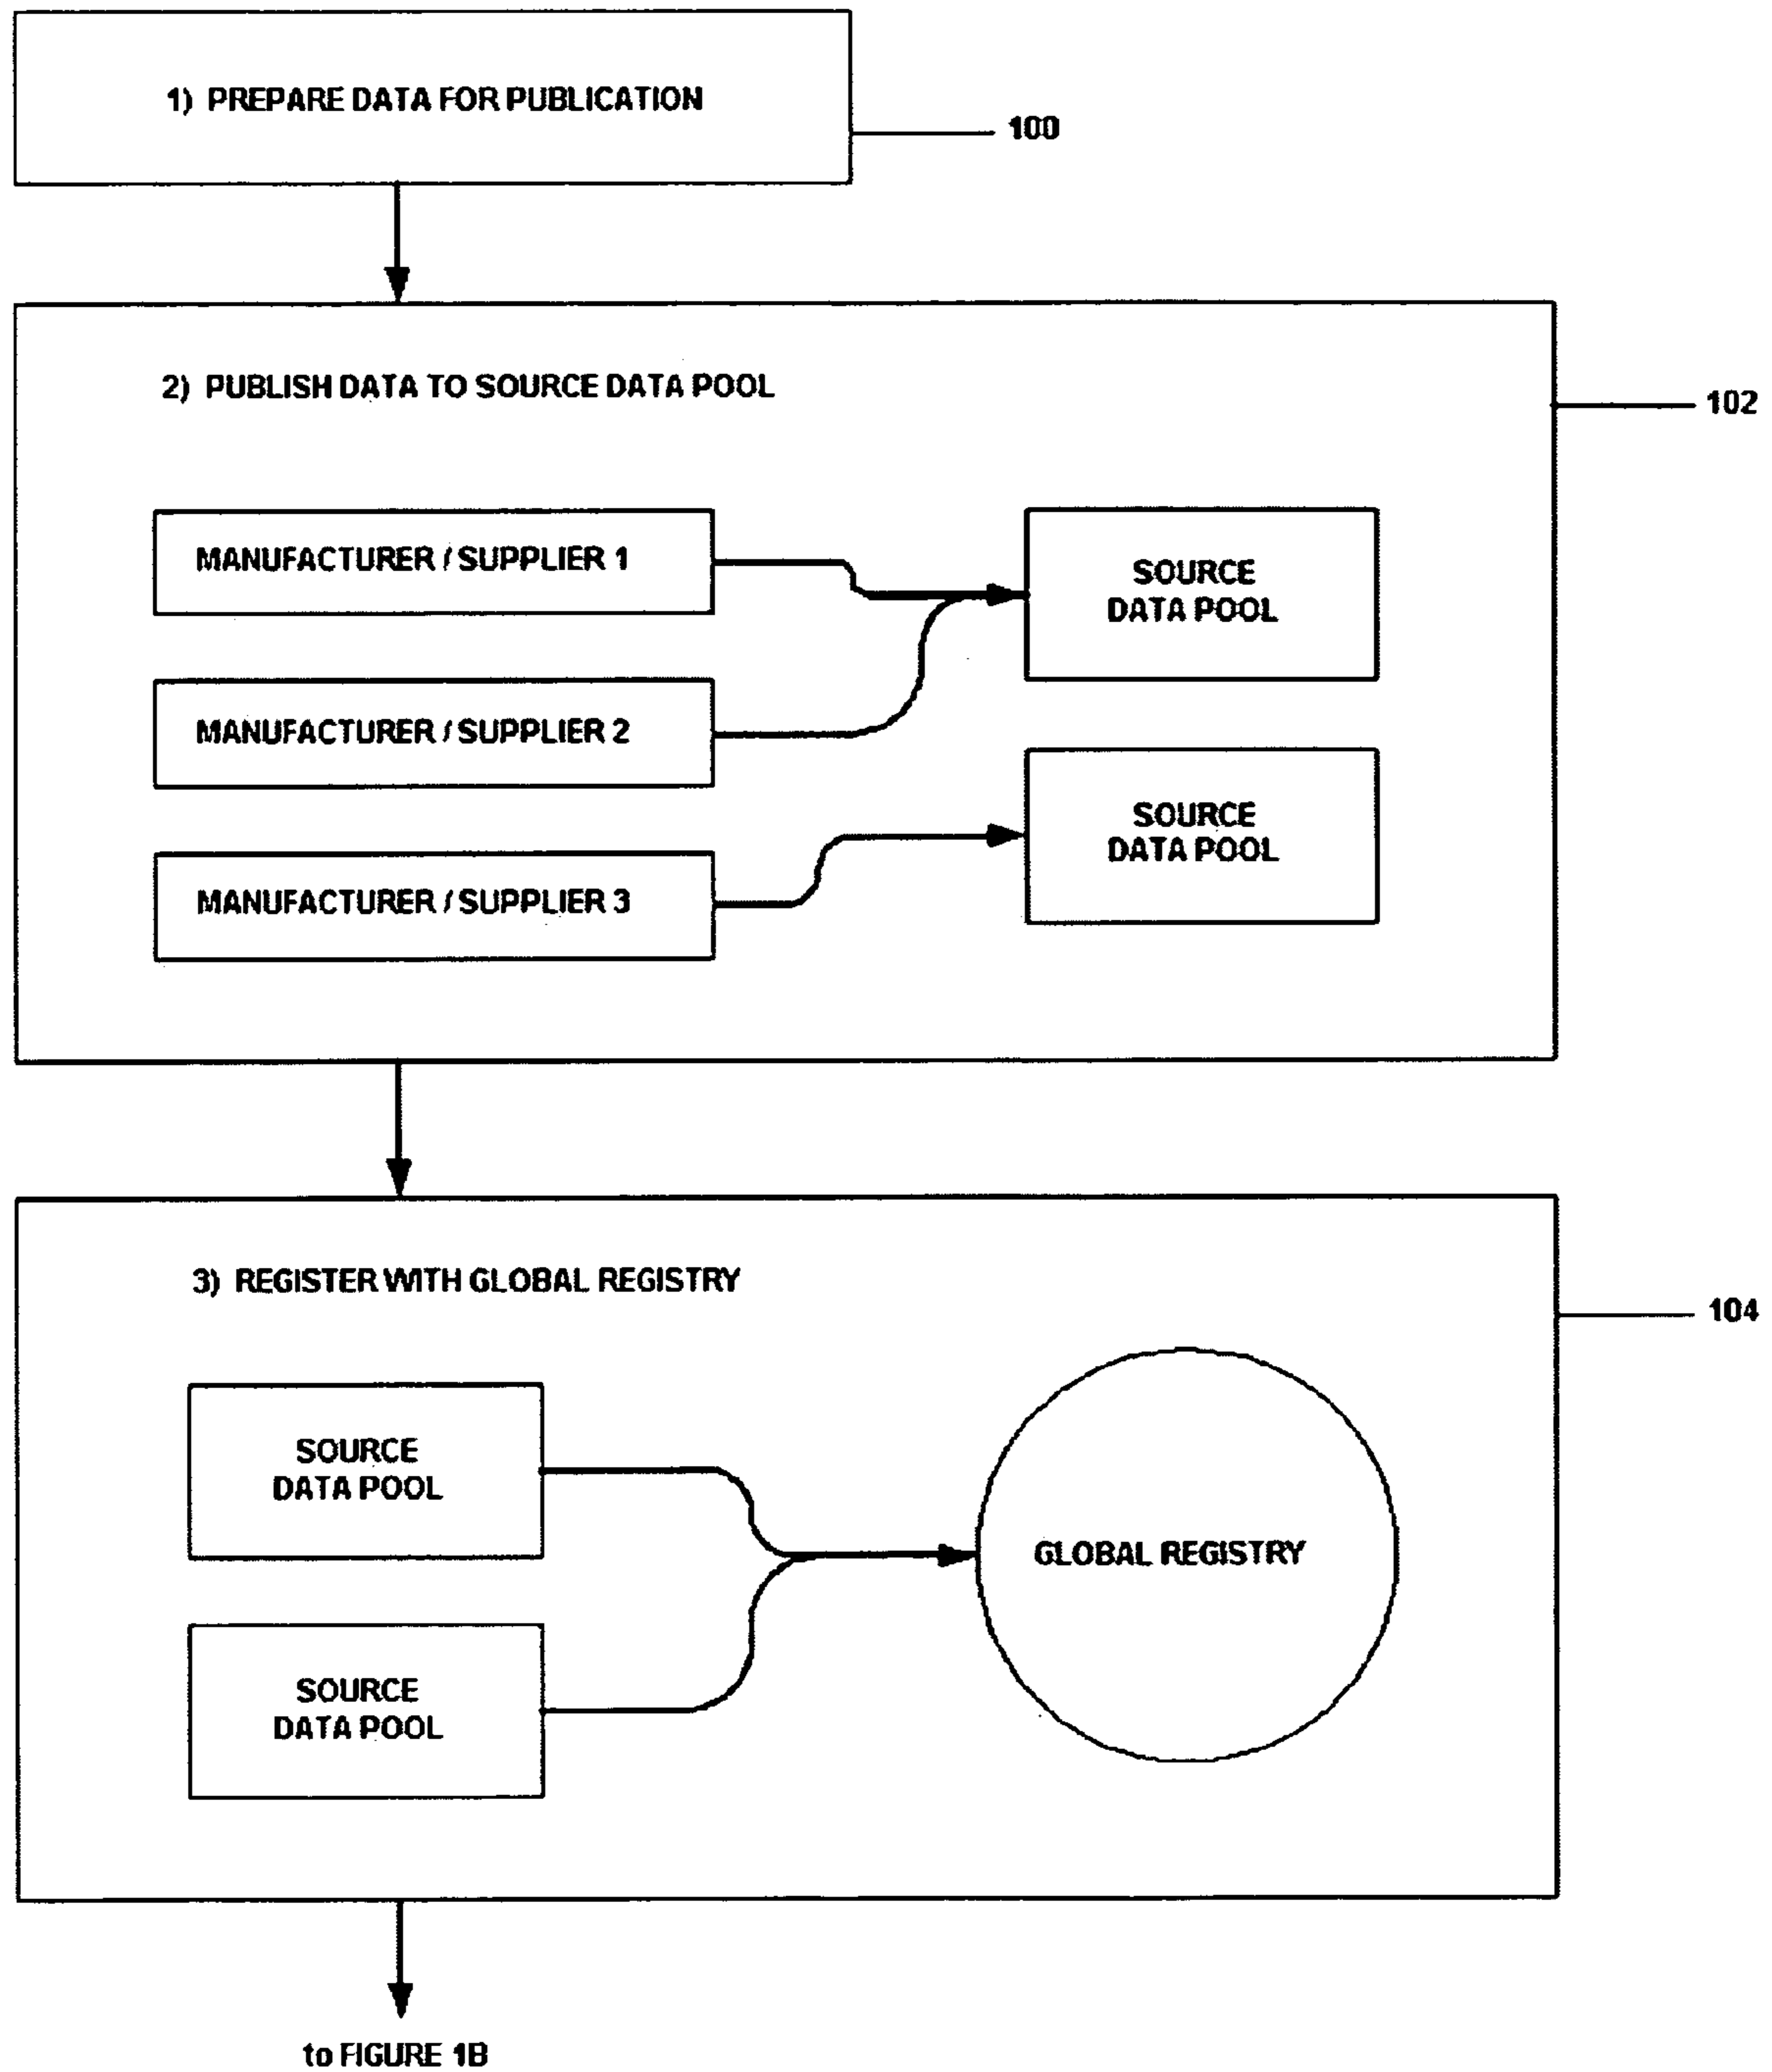 1) PREPARE DATA FOR PUBLICATION
100
2) PUBLISH DATA TO SOURCE DATA POOL
102
MANUFACTURER / SUPPLIER 1
SOURCE
DATA POOL
MANUFACTURER / SUPPLIER 2
SOURCE
DATA POOL
MANUFACTURER / SUPPLIER 3
3) REGISTER WITH GLOBAL REGISTRY
104
SOURCE
DATA POOL
GLOBAL REGISTRY
SOURCE
DATA POOL
to FIGURE 1B